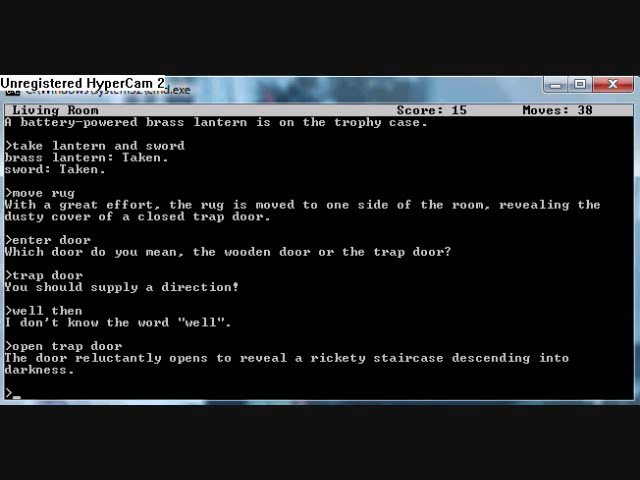 Unregistered HyperCam 2
C:\Windows\system32\cmd.exe
Living Room Score: 15 Moves: 38
A battery-powered brass lantern is on the trophy case.
>take lantern and sword
brass lantern: Taken.
sword: Taken.
>move rug
With a great effort, the rug is moved to one side of the room, revealing the
dusty cover of a closed trap door.
>enter door
Which door do you mean, the wooden door or the trap door?
>trap door
You should supply a direction!
>well then
I don't know the word "well".
>open trap door
The door reluctantly opens to reveal a rickety staircase descending into
darkness.
>_